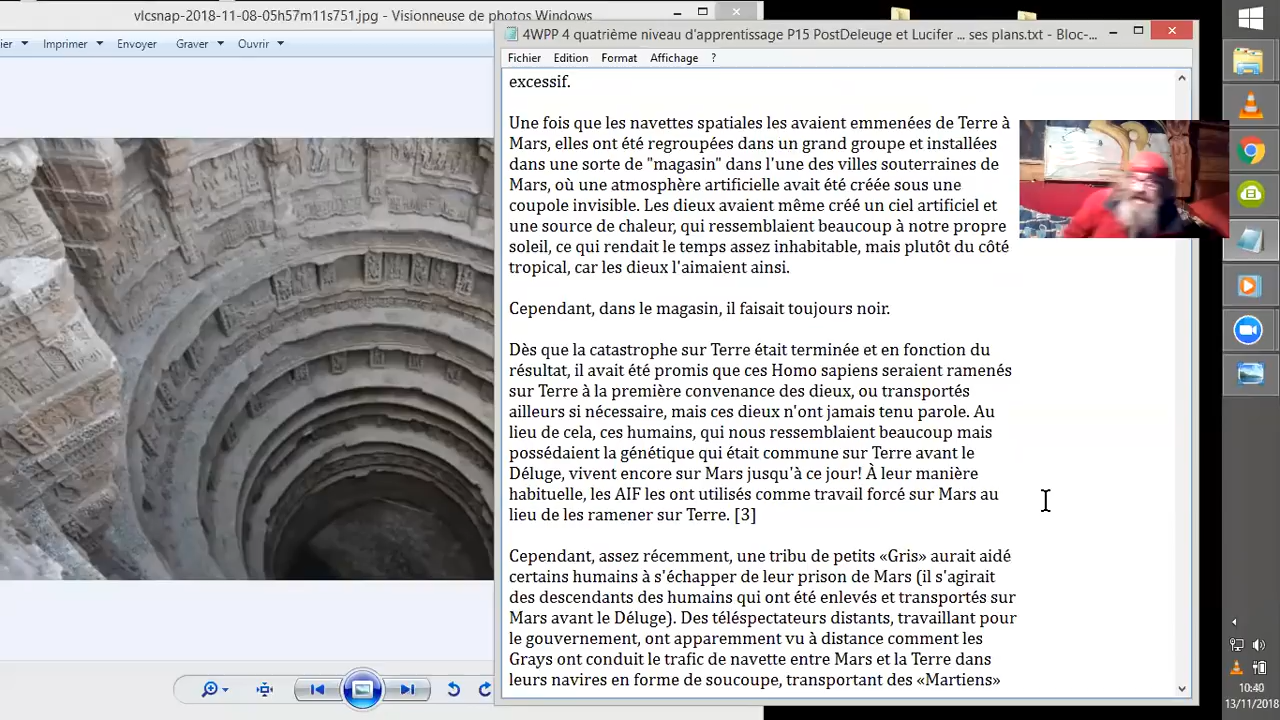 vlcsnap-2018-11-08-05h57m11s751.jpg - Visionneuse de photos Windows
Imprimer
Envoyer
Graver
Ouvrir
4WPP 4 quatrième niveau d'apprentissage P15 PostDeleuge et Lucifer ... ses plans.txt - Bloc-...
Fichier
Edition
Format
Affichage
?
excessif.
Une fois que les navettes spatiales les avaient emmenées de Terre à
Mars, elles ont été regroupées dans un grand groupe et installées
dans une sorte de "magasin" dans l'une des villes souterraines de
Mars, où une atmosphère artificielle avait été créée sous une
coupole invisible. Les dieux avaient même créé un ciel artificiel et
une source de chaleur, qui ressemblaient beaucoup à notre propre
soleil, ce qui rendait le temps assez inhabitable, mais plutôt du côté
tropical, car les dieux l'aimaient ainsi.
Cependant, dans le magasin, il faisait toujours noir.
Dès que la catastrophe sur Terre était terminée et en fonction du
résultat, il avait été promis que ces Homo sapiens seraient ramenés
sur Terre à la première convenance des dieux, ou transportés
ailleurs si nécessaire, mais ces dieux n'ont jamais tenu parole. Au
lieu de cela, ces humains, qui nous ressemblaient beaucoup mais
possédaient la génétique qui était commune sur Terre avant le
Déluge, vivent encore sur Mars jusqu'à ce jour! À leur manière
habituelle, les AIF les ont utilisés comme travail forcé sur Mars au
lieu de les ramener sur Terre. [3]
Cependant, assez récemment, une tribu de petits «Gris» aurait aidé
certains humains à s'échapper de leur prison de Mars (il s'agirait
des descendants des humains qui ont été enlevés et transportés sur
Mars avant le Déluge). Des téléspectateurs distants, travaillant pour
le gouvernement, ont apparemment vu à distance comment les
Grays ont conduit le trafic de navette entre Mars et la Terre dans
leurs navires en forme de soucoupe, transportant des «Martiens»
10:40
13/11/2018